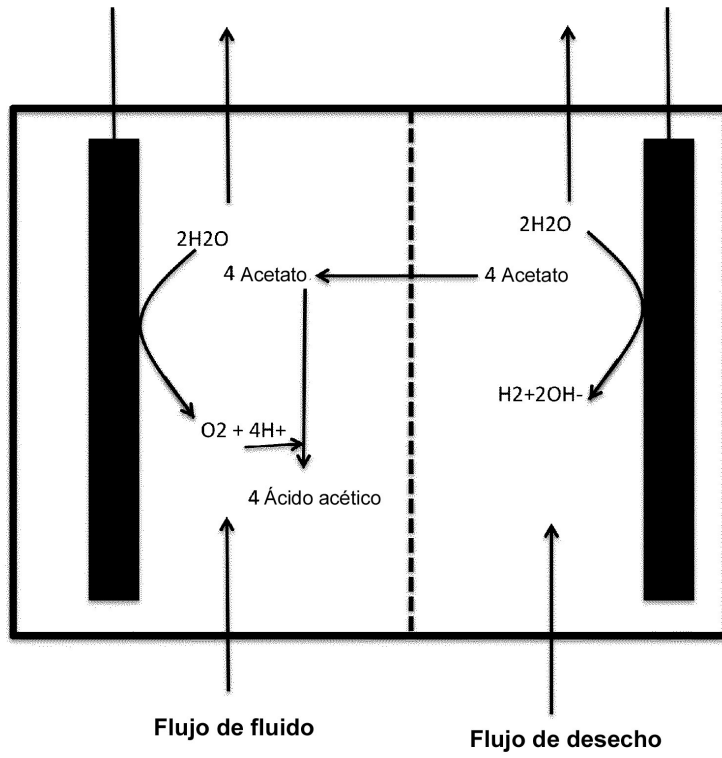 2H2O
2H2O
4 Acetato
4 Acetato
H2+2OH-
O2 + 4H+
4 Ácido acético
Flujo de fluido
Flujo de desecho